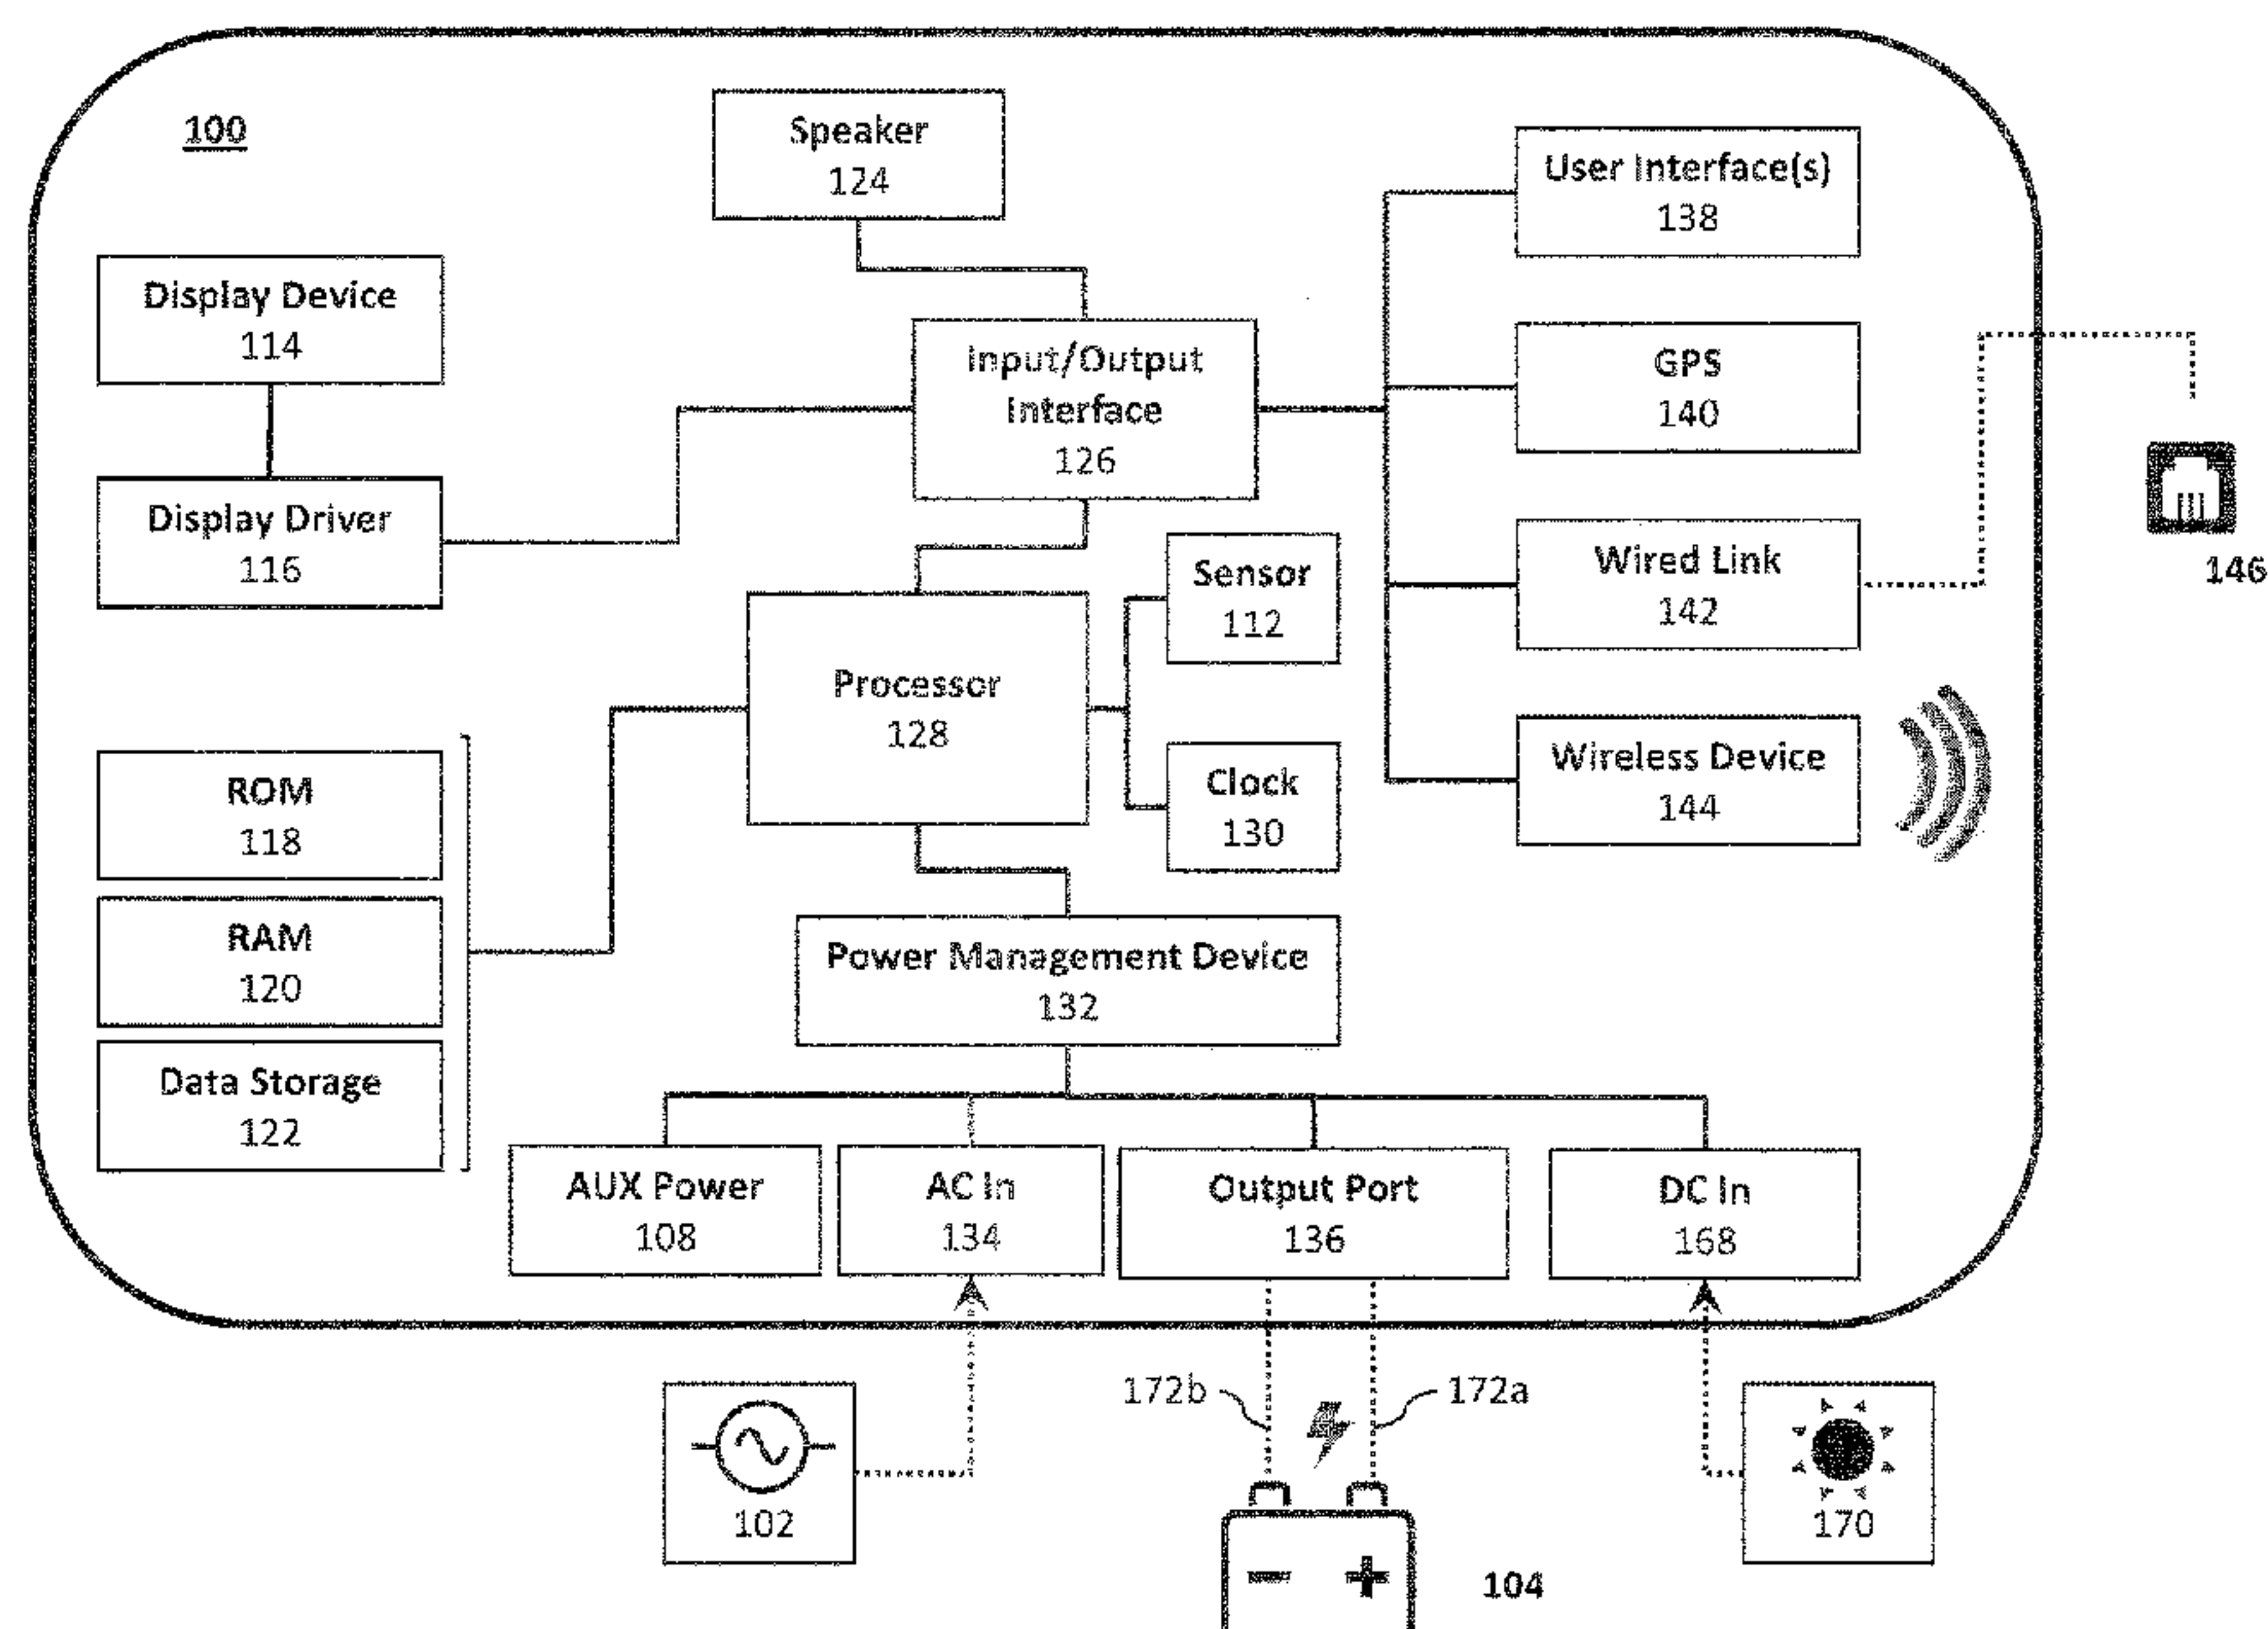 100
Speaker
124
User Interface(s)
138
Display Device
114
Input/Output
Interface
126
GPS
140
Display Driver
116
Sensor
112
Wired Link
142
146
Processor
128
Clock
130
Wireless Device
144
ROM
118
RAM
120
Data Storage
122
Power Management Device
132
AUX Power
108
AC In
134
Output Port
136
DC In
168
172b
172a
102
170
- +
104